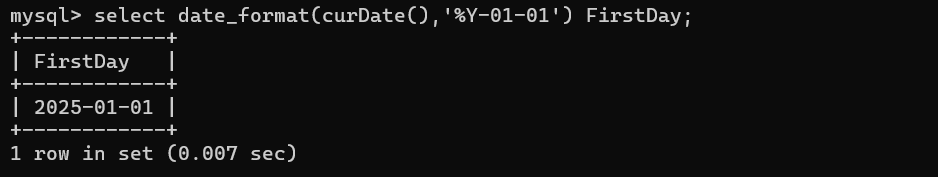 mysql> select date_format(curDate(),'%Y-01-01') FirstDay;
+------------+
| FirstDay   |
+------------+
| 2025-01-01 |
+------------+
1 row in set (0.007 sec)